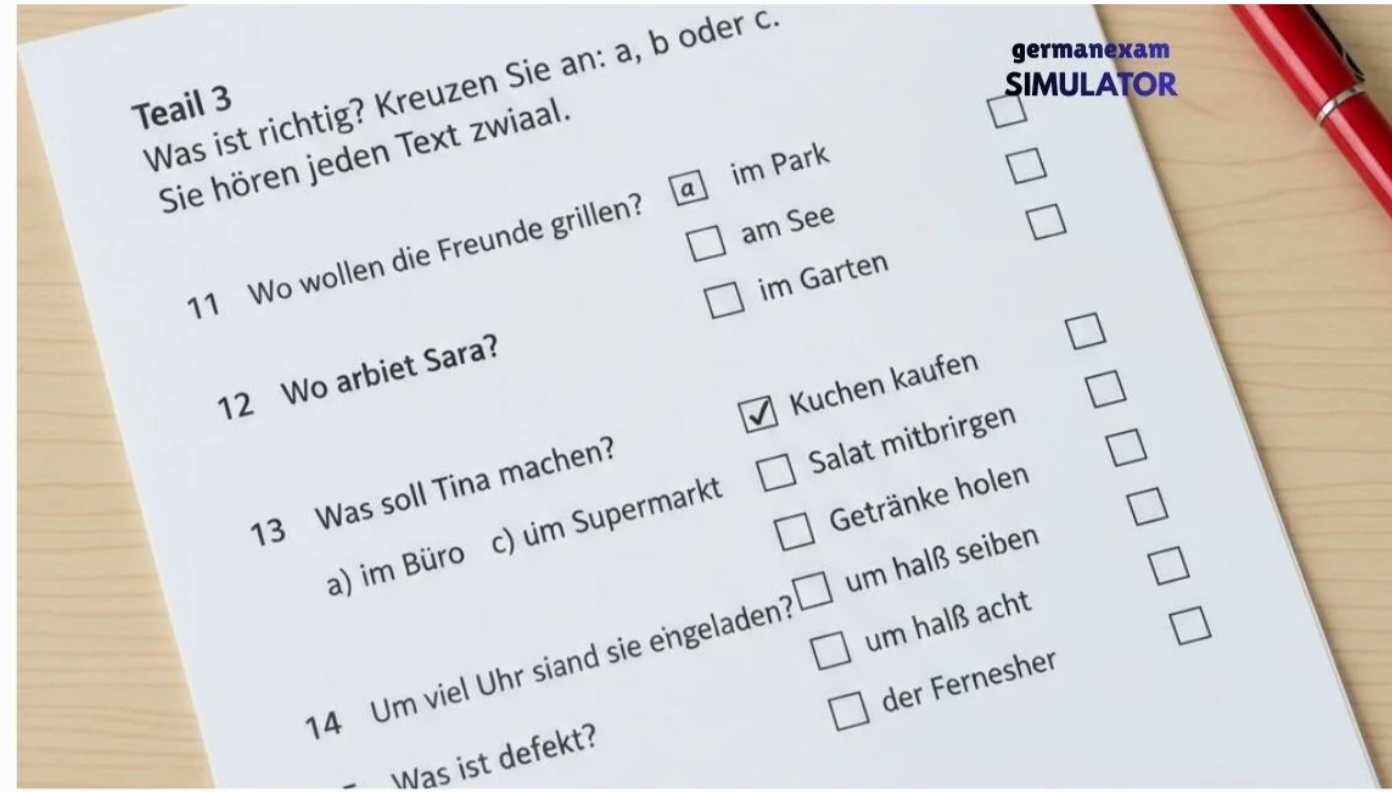 germanexam
SIMULATOR
Teail 3
Was ist richtig? Kreuzen Sie an: a, b oder c.
Sie hören jeden Text zwiaal.
11 Wo wollen die Freunde grillen?
a im Park
am See
im Garten
12 Wo arbiet Sara?
Kuchen kaufen
Salat mitbrirgen
Getränke holen
13 Was soll Tina machen?
a) im Büro c) um Supermarkt
um halß seiben
um halß acht
der Fernesher
14 Um viel Uhr siand sie eingeladen?
Was ist defekt?